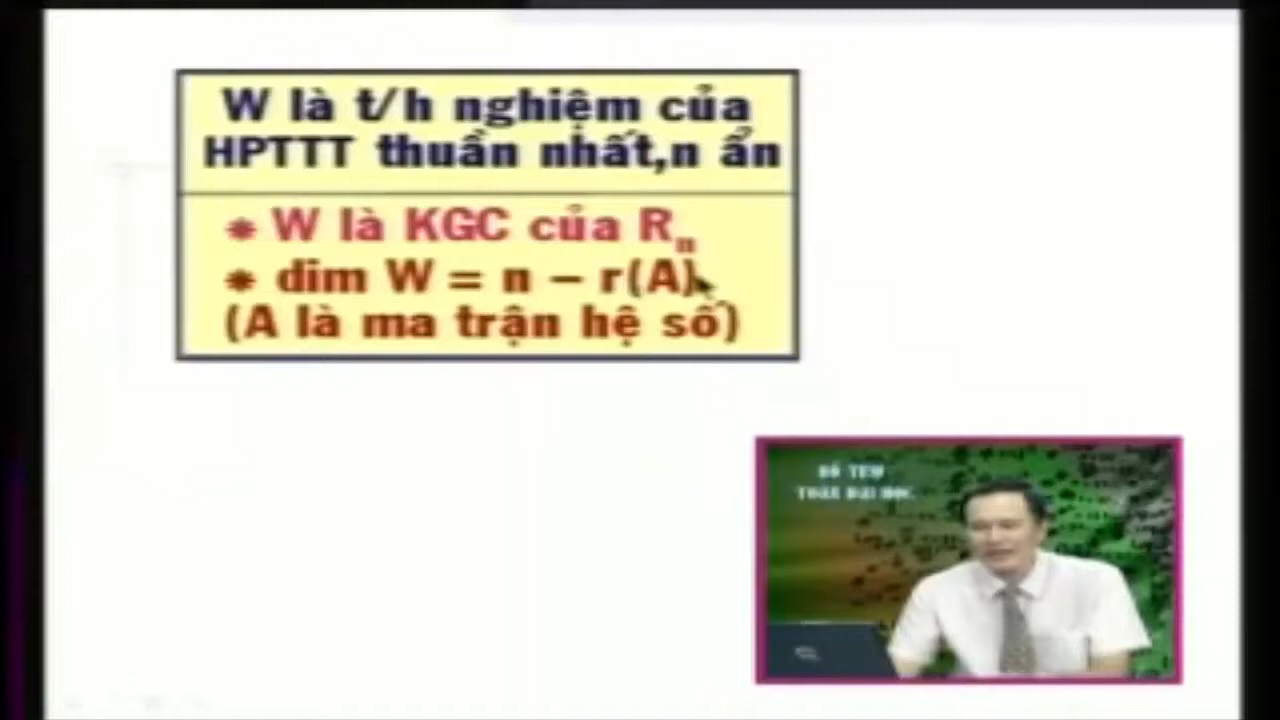 W là t/h nghiệm của
HPTTT thuần nhất,n ẩn
* W là KGC của Rn
* dim W = n – r(A)
(A là ma trận hệ số)